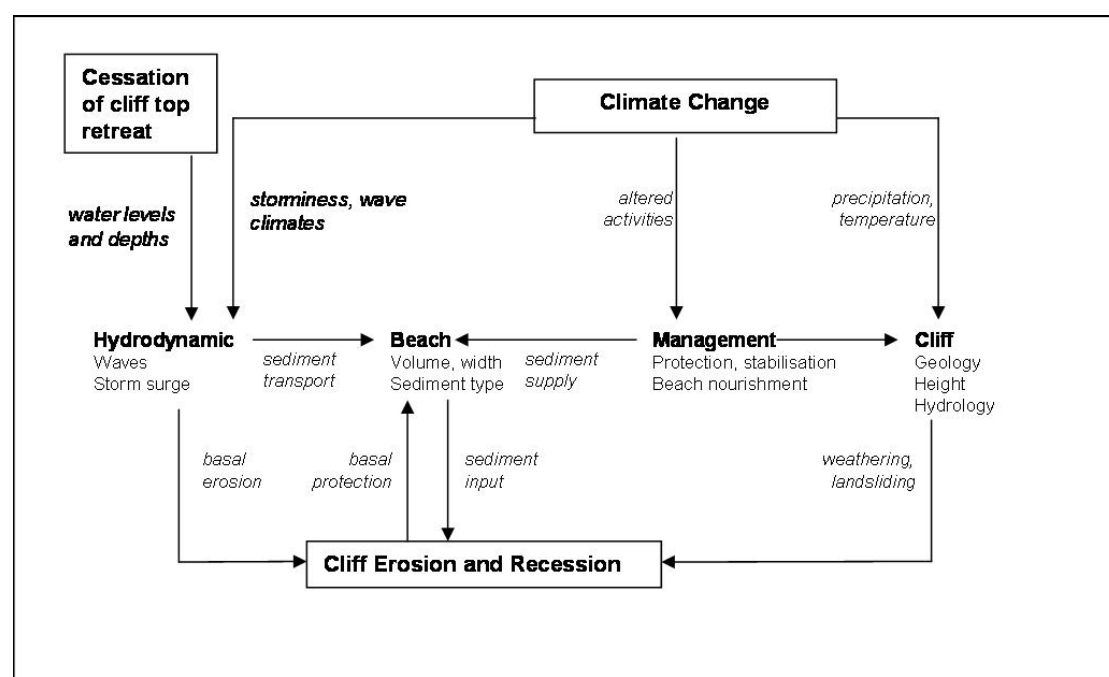 Cessation
of cliff top
retreat
Climate Change
water levels
and depths
storminess, wave
climates
altered
activities
precipitation,
temperature
Hydrodynamic
Waves
Storm surge
sediment
transport
Beach
Volume, width
Sediment type
sediment
supply
Management
Protection, stabilisation
Beach nourishment
Cliff
Geology
Height
Hydrology
basal
erosion
basal
protection
sediment
input
weathering,
landsliding
Cliff Erosion and Recession